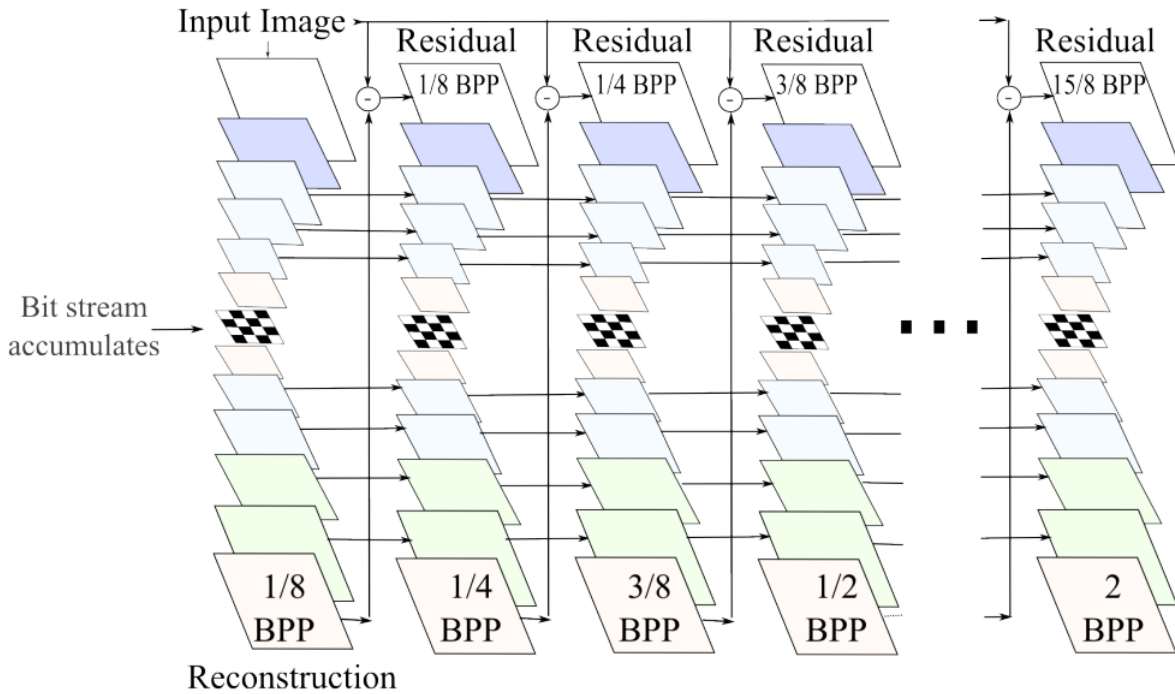 Input Image
Residual
Residual
Residual
Residual
1/8 BPP
1/4 BPP
3/8 BPP
15/8 BPP
-
-
-
-
Bit stream
accumulates
1/8
BPP
1/4
BPP
3/8
BPP
1/2
BPP
2
BPP
Reconstruction